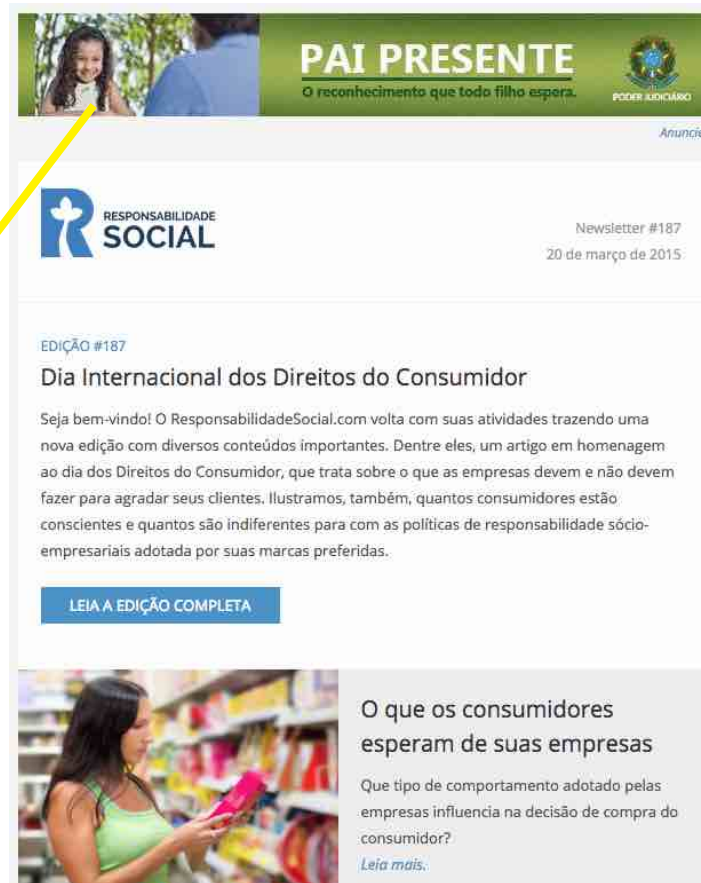 PAI PRESENTE
O reconhecimento que todo filho espera.
PODER JUDICIÁRIO
Anuncie
RESPONSABILIDADE
SOCIAL
Newsletter #187
20 de março de 2015
EDIÇÃO #187
Dia Internacional dos Direitos do Consumidor
Seja bem-vindo! O ResponsabilidadeSocial.com volta com suas atividades trazendo uma
nova edição com diversos conteúdos importantes. Dentre eles, um artigo em homenagem
ao dia dos Direitos do Consumidor, que trata sobre o que as empresas devem e não devem
fazer para agradar seus clientes. Ilustramos, também, quantos consumidores estão
conscientes e quantos são indiferentes para com as políticas de responsabilidade sócio-
empresariais adotada por suas marcas preferidas.
LEIA A EDIÇÃO COMPLETA
O que os consumidores
esperam de suas empresas
Que tipo de comportamento adotado pelas
empresas influencia na decisão de compra do
consumidor?
Leia mais.